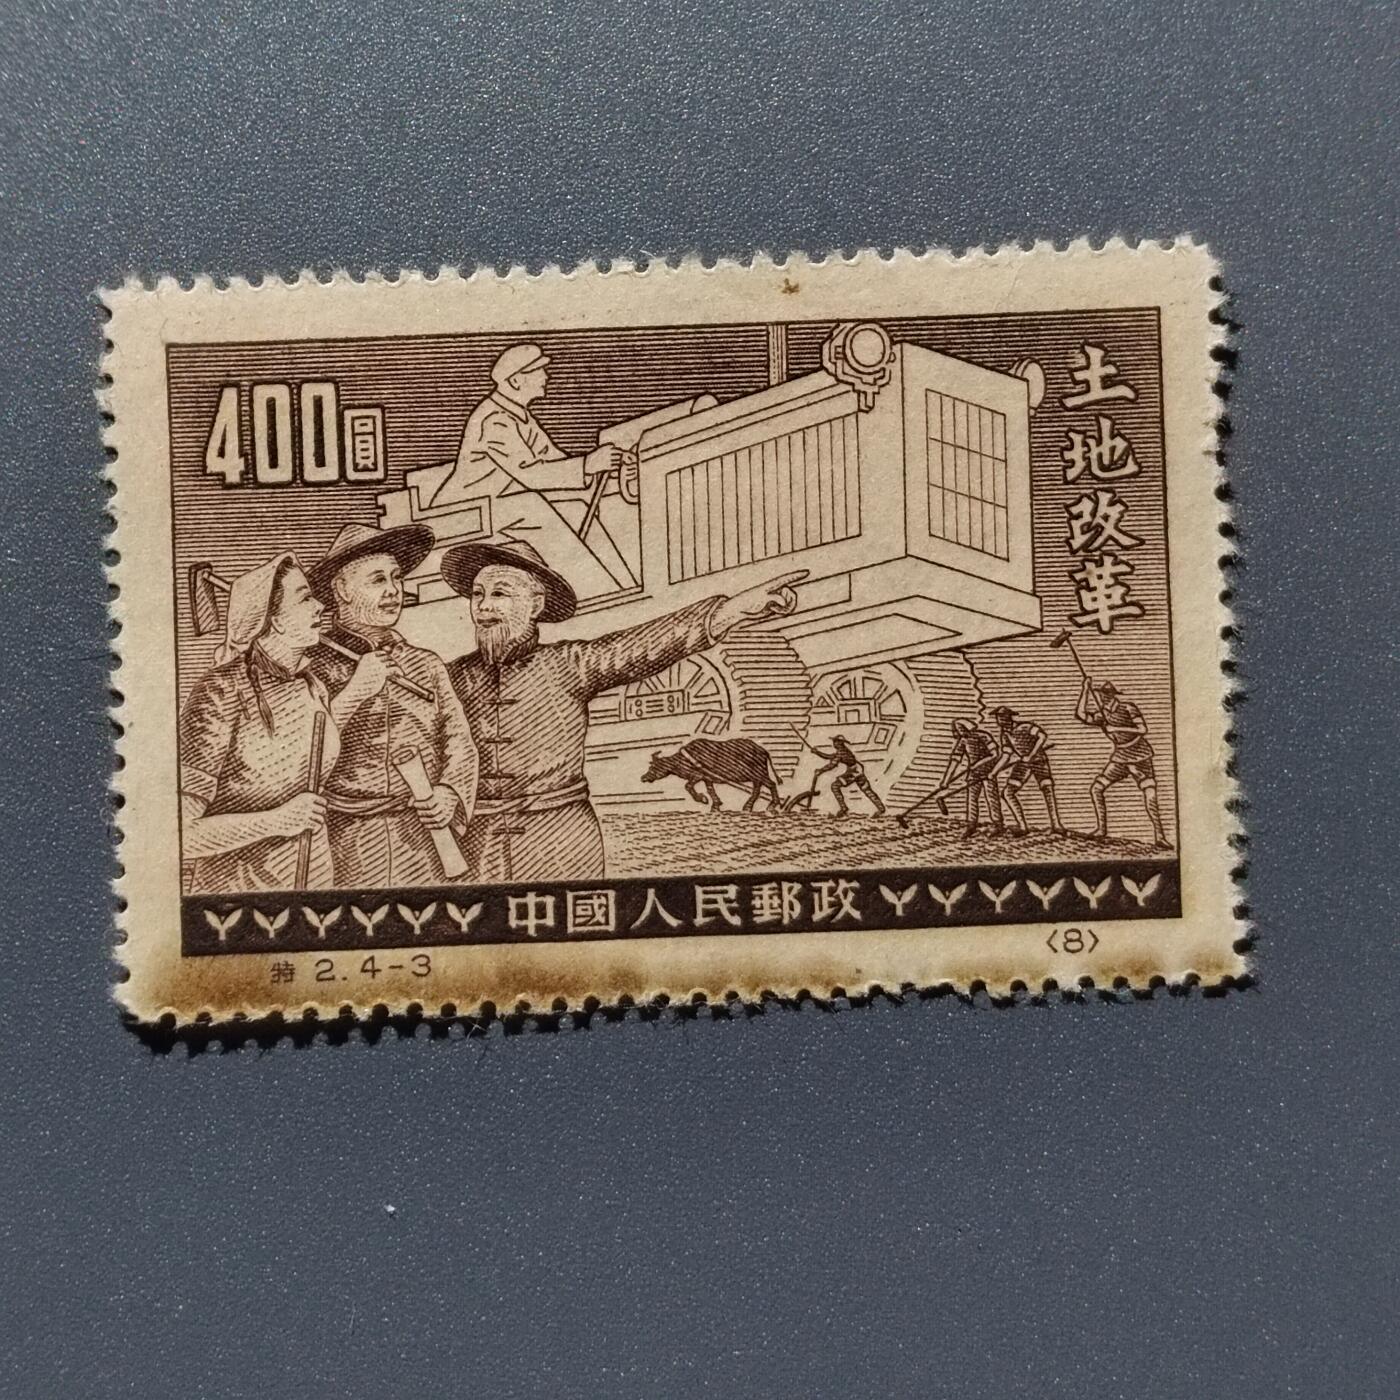 400圓
土地改革
中國人民郵政
特 2.4-3
〈8〉